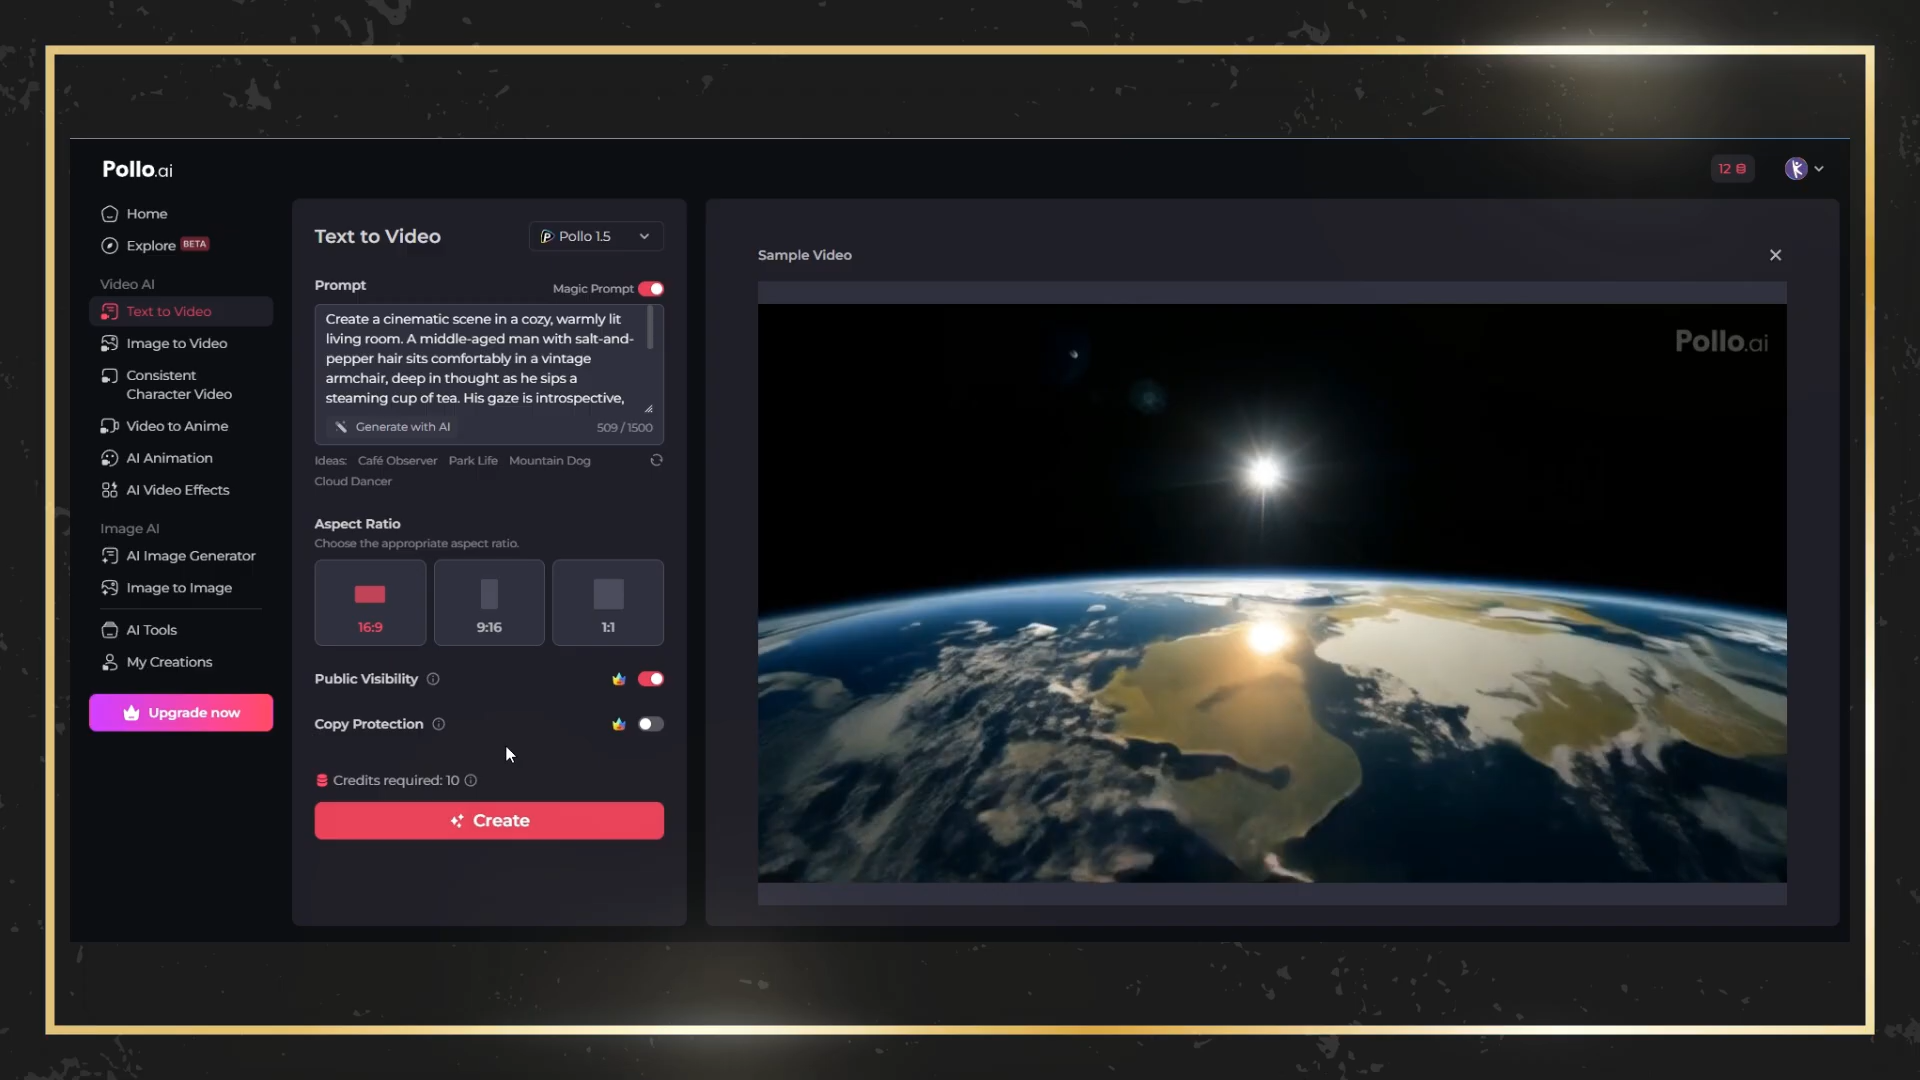 Pollo.ai
12
Home
Explore BETA
Video AI
Text to Video
Image to Video
Consistent
Character Video
Video to Anime
AI Animation
AI Video Effects
Image AI
AI Image Generator
Image to Image
AI Tools
My Creations
Upgrade now
Text to Video
Pollo 1.5
Prompt
Magic Prompt
Create a cinematic scene in a cozy, warmly lit
living room. A middle-aged man with salt-and-
pepper hair sits comfortably in a vintage
armchair, deep in thought as he sips a
steaming cup of tea. His gaze is introspective,
Generate with AI
509 / 1500
Ideas: Café Observer Park Life Mountain Dog
Cloud Dancer
Aspect Ratio
Choose the appropriate aspect ratio.
16:9
9:16
1:1
Public Visibility
Copy Protection
Credits required: 10
Create
Sample Video
Pollo.ai